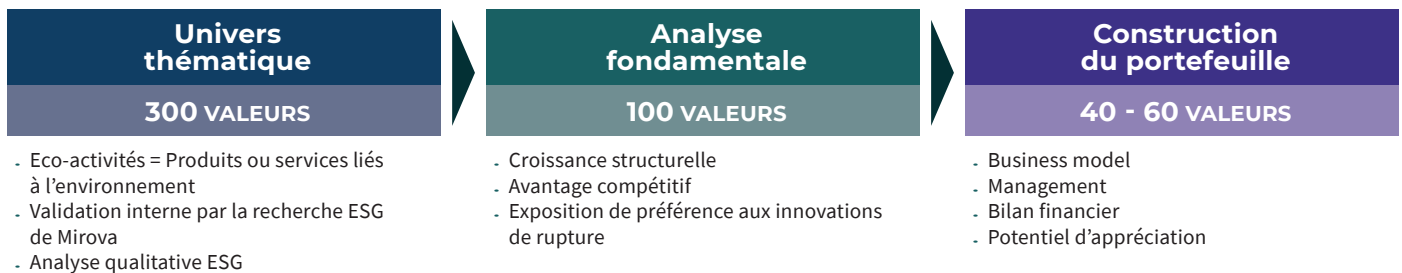 Univers
thématique
300 VALEURS
- Eco-activités = Produits ou services liés
à l'environnement
- Validation interne par la recherche ESG
de Mirova
- Analyse qualitative ESG
Analyse
fondamentale
100 VALEURS
- Croissance structurelle
- Avantage compétitif
- Exposition de préférence aux innovations
de rupture
Construction
du portefeuille
40 - 60 VALEURS
- Business model
- Management
- Bilan financier
- Potentiel d'appréciation